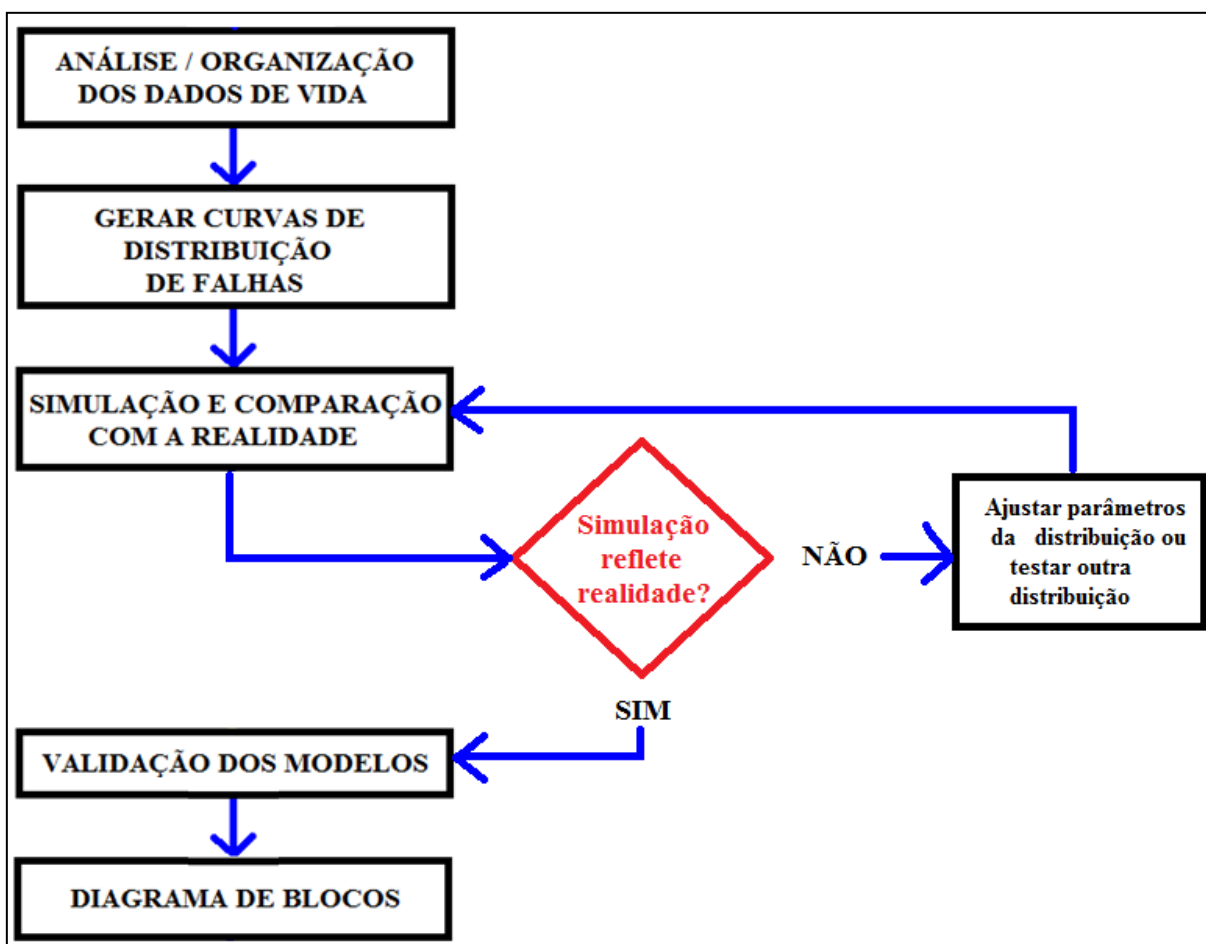 ANÁLISE / ORGANIZAÇÃO
DOS DADOS DE VIDA
GERAR CURVAS DE
DISTRIBUIÇÃO
DE FALHAS
SIMULAÇÃO E COMPARAÇÃO
COM A REALIDADE
Simulação
reflete
realidade?
NÃO
Ajustar parâmetros
da distribuição ou
testar outra
distribuição
SIM
VALIDAÇÃO DOS MODELOS
DIAGRAMA DE BLOCOS